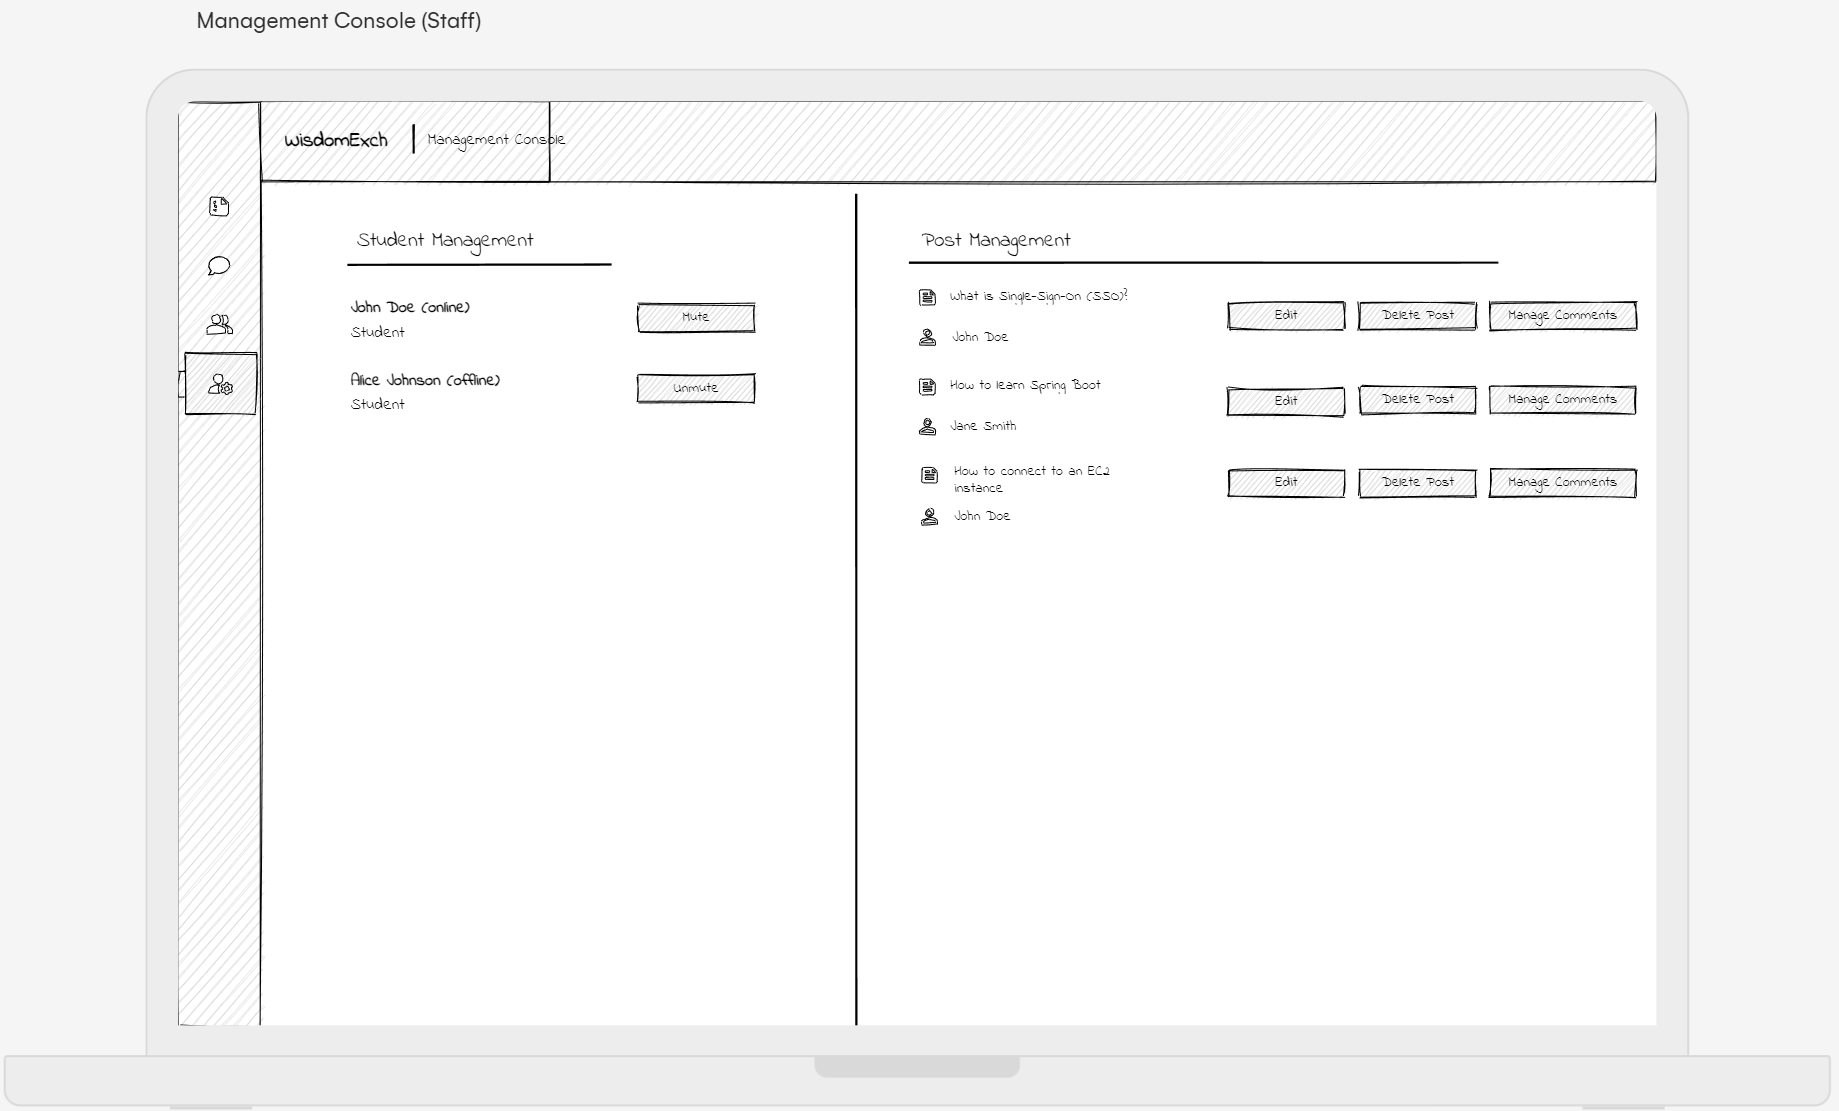 Management Console (Staff)
WisdomExch
Management Console
Student Management
John Doe (online)
Student
Mute
Alice Johnson (offline)
Student
Unmute
Post Management
What is Single-Sign-On (SSO)?
John Doe
Edit
Delete Post
Manage Comments
How to learn Spring Boot
Jane Smith
Edit
Delete Post
Manage Comments
How to connect to an EC2
instance
John Doe
Edit
Delete Post
Manage Comments